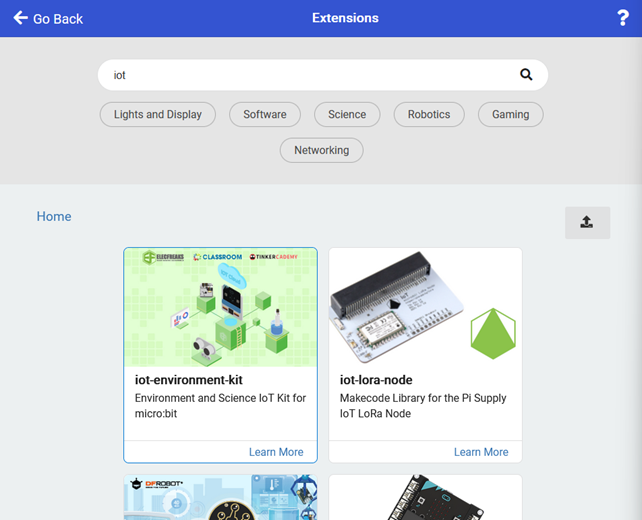 Go Back
Extensions
?
iot
Lights and Display
Software
Science
Robotics
Gaming
Networking
Home
ELECFREAKS
CLASSROOM
TINKERCADEMY
iot-environment-kit
Environment and Science IoT Kit for
micro:bit
Learn More
iot-lora-node
Makecode Library for the Pi Supply
IoT LoRa Node
Learn More
DFROBOT